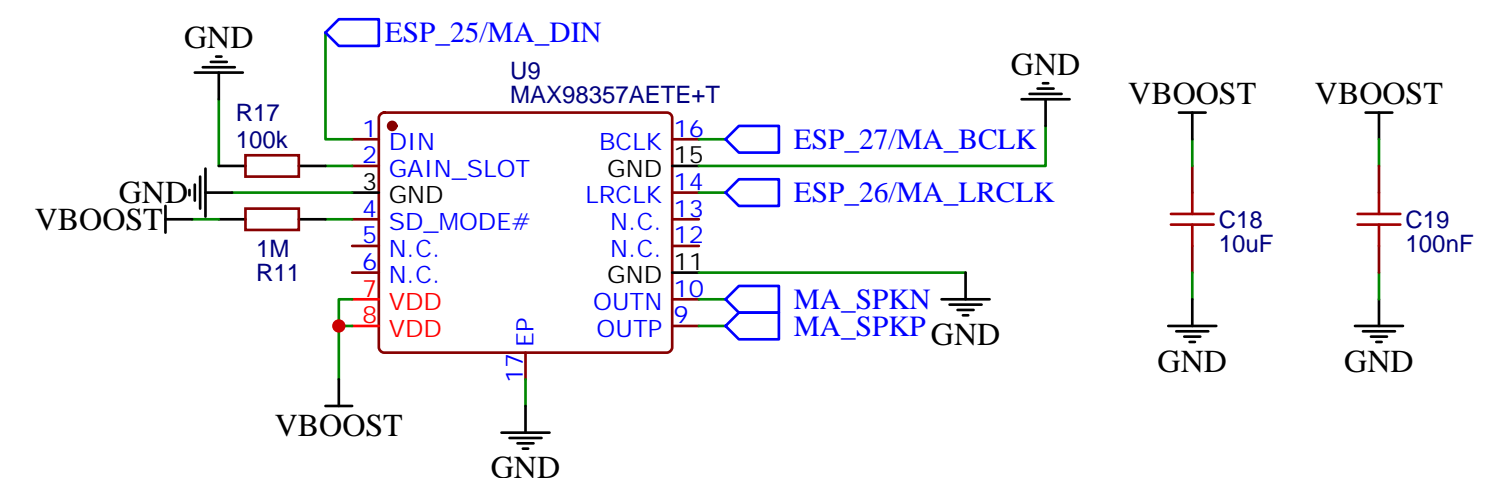 GND
ESP_25/MA_DIN
U9
MAX98357AETE+T
GND
VBOOST
VBOOST
R17
100k
1
DIN
BCLK
16
ESP_27/MA_BCLK
2
GAIN_SLOT
GND
15
GND
3
GND
LRCLK
14
ESP_26/MA_LRCLK
VBOOST
4
SD_MODE#
N.C.
13
C18
10uF
C19
100nF
1M
R11
5
N.C.
N.C.
12
6
N.C.
GND
11
7
VDD
OUTN
10
MA_SPKN
8
VDD
OUTP
9
MA_SPKP
GND
EP
17
GND
GND
VBOOST
GND